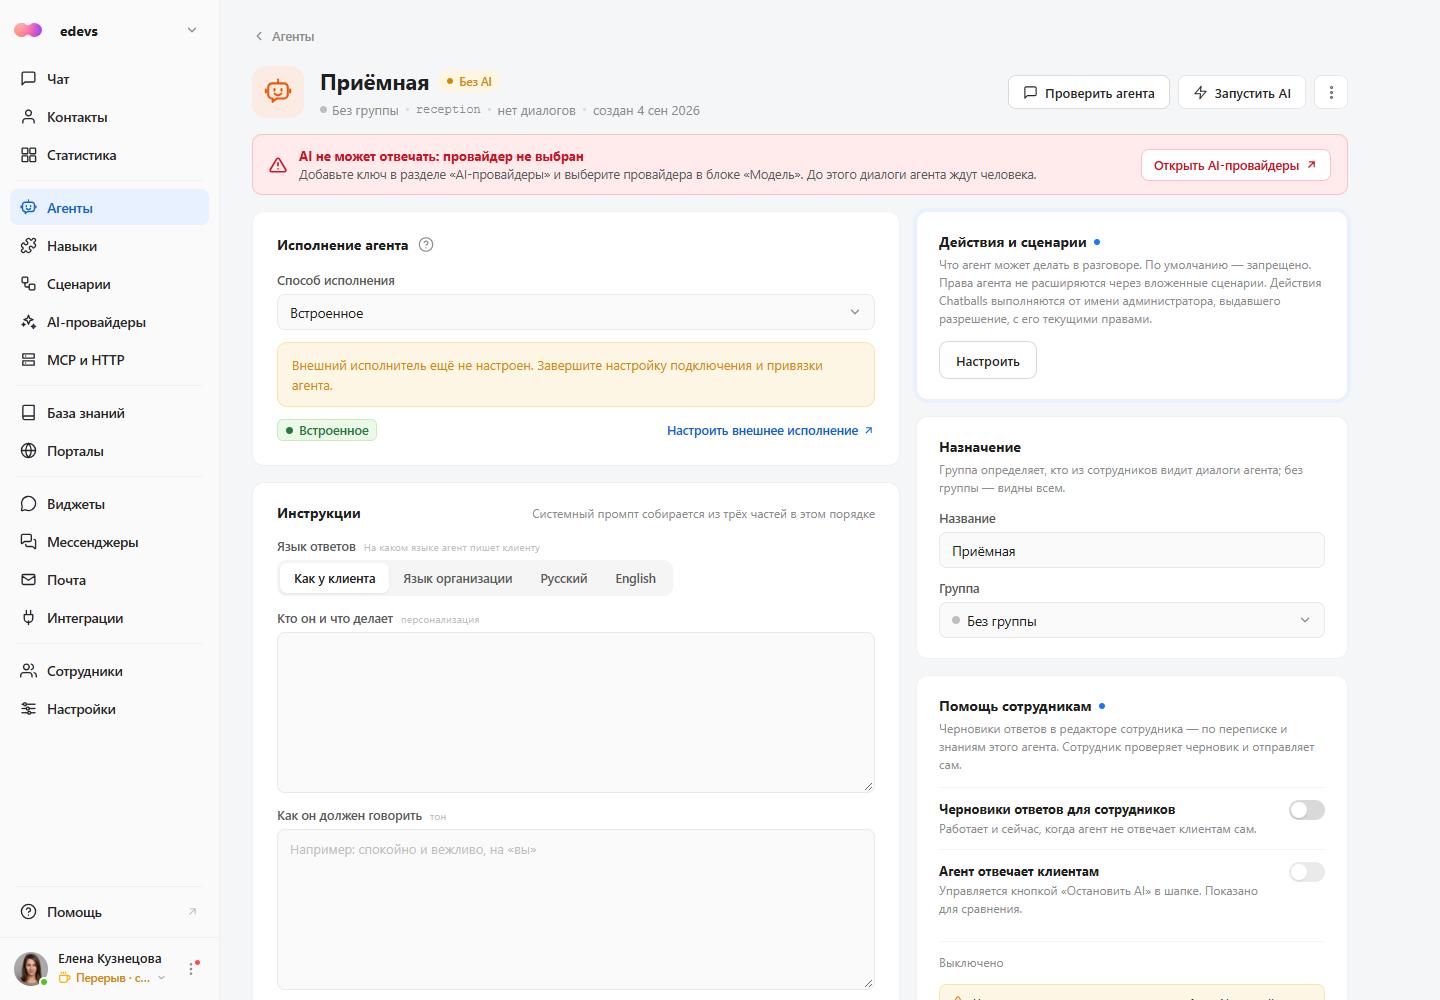 edevs
Чат
Контакты
Статистика
Агенты
Навыки
Сценарии
AI-провайдеры
MCP и HTTP
База знаний
Порталы
Виджеты
Мессенджеры
Почта
Интеграции
Сотрудники
Настройки
Помощь
Елена Кузнецова
Перерыв · с...
Агенты
Приёмная
Без AI
Без группы · reception · нет диалогов · создан 4 сен 2026
Проверить агента
Запустить AI
AI не может отвечать: провайдер не выбран
Добавьте ключ в разделе «AI-провайдеры» и выберите провайдера в блоке «Модель». До этого диалоги агента ждут человека.
Открыть AI-провайдеры
Исполнение агента
Способ исполнения
Встроенное
Внешний исполнитель ещё не настроен. Завершите настройку подключения и привязки
агента.
Встроенное
Настроить внешнее исполнение
Инструкции
Системный промпт собирается из трёх частей в этом порядке
Язык ответов На каком языке агент пишет клиенту
Как у клиента
Язык организации
Русский
English
Кто он и что делает персонализация
Как он должен говорить тон
Например: спокойно и вежливо, на «вы»
Действия и сценарии
Что агент может делать в разговоре. По умолчанию — запрещено.
Права агента не расширяются через вложенные сценарии. Действия
Chatballs выполняются от имени администратора, выдавшего
разрешение, с его текущими правами.
Настроить
Назначение
Группа определяет, кто из сотрудников видит диалоги агента; без
группы — видны всем.
Название
Приёмная
Группа
Без группы
Помощь сотрудникам
Черновики ответов в редакторе сотрудника — по переписке и
знаниям этого агента. Сотрудник проверяет черновик и отправляет
сам.
Черновики ответов для сотрудников
Работает и сейчас, когда агент не отвечает клиентам сам.
Агент отвечает клиентам
Управляется кнопкой «Остановить AI» в шапке. Показано
для сравнения.
Выключено